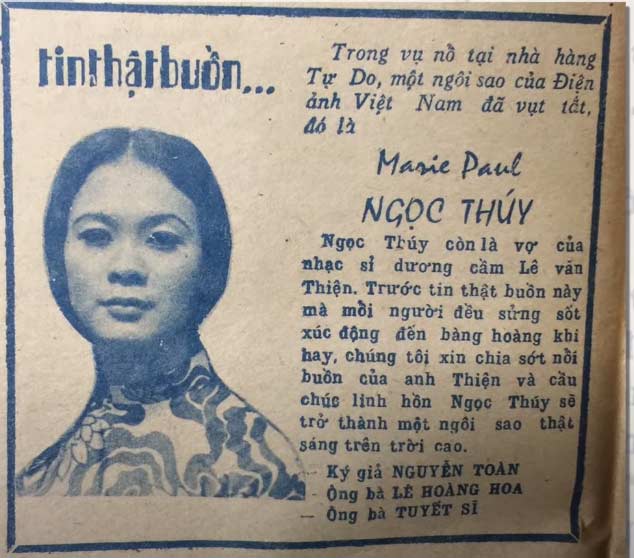 tin thật buồn...
Trong vụ nổ tại nhà hàng
Tự Do, một ngôi sao của Điện
ảnh Việt Nam đã vụt tắt,
đó là
Marie Paul
NGỌC THÚY
Ngọc Thúy còn là vợ của
nhạc sĩ dương cầm Lê văn
Thiện. Trước tin thật buồn này
mà mỗi người đều sửng sốt
xúc động đến bàng hoàng khi
hay, chúng tôi xin chia sớt nỗi
buồn của anh Thiện và cầu
chúc linh hồn Ngọc Thúy sẽ
trở thành một ngôi sao thật
sáng trên trời cao.
— Ký giả NGUYỄN TOÀN
- Ông bà LÊ HOÀNG HOA
- Ông bà TUYẾT SĨ